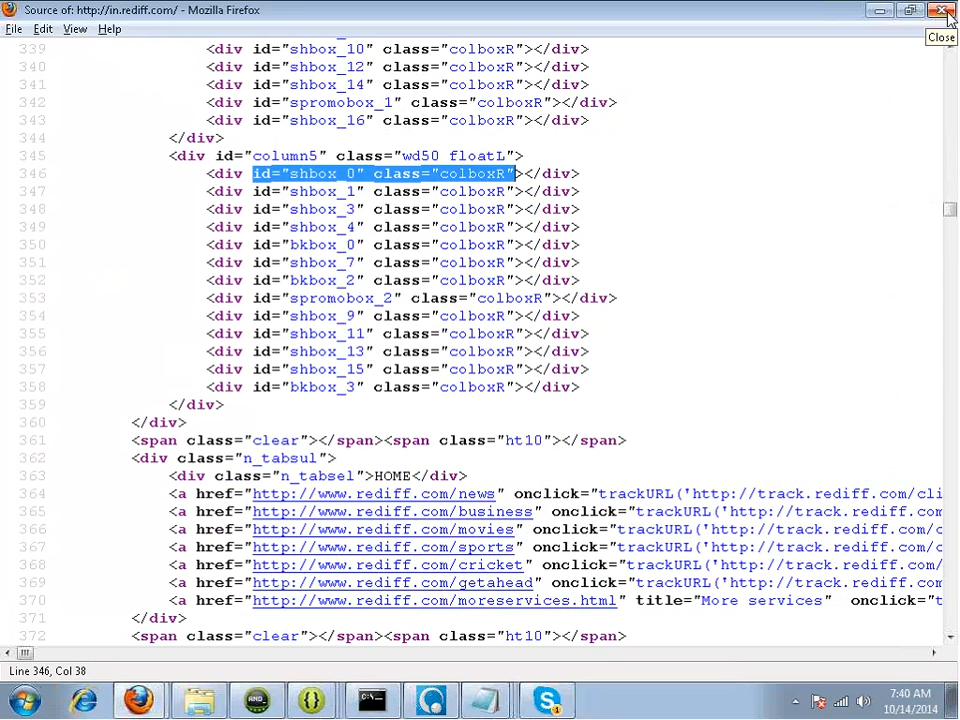 Source of: http://in.rediff.com/ - Mozilla Firefox
Close
File Edit View Help
339 <div id="shbox_10" class="colboxR"></div>
340 <div id="shbox_12" class="colboxR"></div>
341 <div id="shbox_14" class="colboxR"></div>
342 <div id="spromobox_1" class="colboxR"></div>
343 <div id="shbox_16" class="colboxR"></div>
344 </div>
345 <div id="column5" class="wd50 floatL">
346 <div id="shbox_0" class="colboxR"></div>
347 <div id="shbox_1" class="colboxR"></div>
348 <div id="shbox_3" class="colboxR"></div>
349 <div id="shbox_4" class="colboxR"></div>
350 <div id="bkbox_0" class="colboxR"></div>
351 <div id="shbox_7" class="colboxR"></div>
352 <div id="bkbox_2" class="colboxR"></div>
353 <div id="spromobox_2" class="colboxR"></div>
354 <div id="shbox_9" class="colboxR"></div>
355 <div id="shbox_11" class="colboxR"></div>
356 <div id="shbox_13" class="colboxR"></div>
357 <div id="shbox_15" class="colboxR"></div>
358 <div id="bkbox_3" class="colboxR"></div>
359 </div>
360 </div>
361 <span class="clear"></span><span class="ht10"></span>
362 <div class="n_tabsul">
363 <div class="n_tabsel">HOME</div>
364 <a href="http://www.rediff.com/news" onclick="trackURL('http://track.rediff.com/cli
365 <a href="http://www.rediff.com/business" onclick="trackURL('http://track.rediff.com
366 <a href="http://www.rediff.com/movies" onclick="trackURL('http://track.rediff.com/c
367 <a href="http://www.rediff.com/sports" onclick="trackURL('http://track.rediff.com/c
368 <a href="http://www.rediff.com/cricket" onclick="trackURL('http://track.rediff.com/
369 <a href="http://www.rediff.com/getahead" onclick="trackURL('http://track.rediff.com
370 <a href="http://www.rediff.com/moreservices.html" title="More services" onclick="t
371 </div>
372 <span class="clear"></span><span class="ht10"></span>
Line 346, Col 38
7:40 AM
10/14/2014